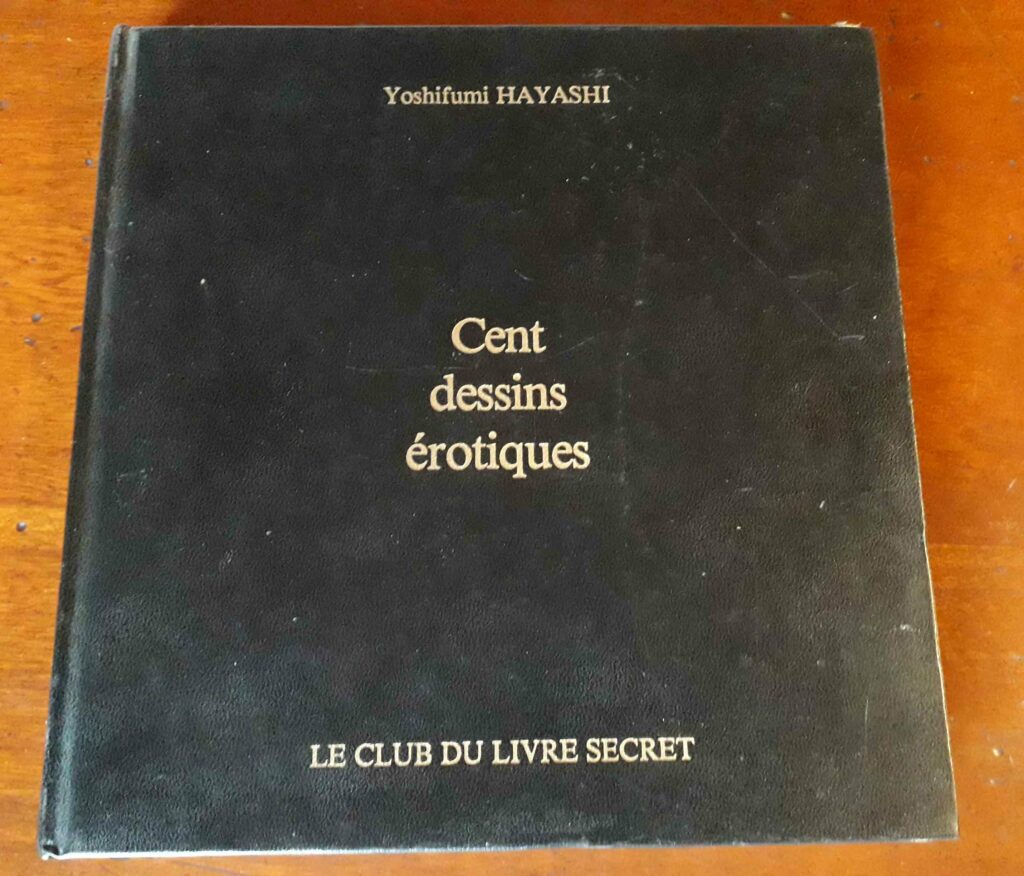 Yoshifumi HAYASHI
Cent
dessins
érotiques
LE CLUB DU LIVRE SECRET